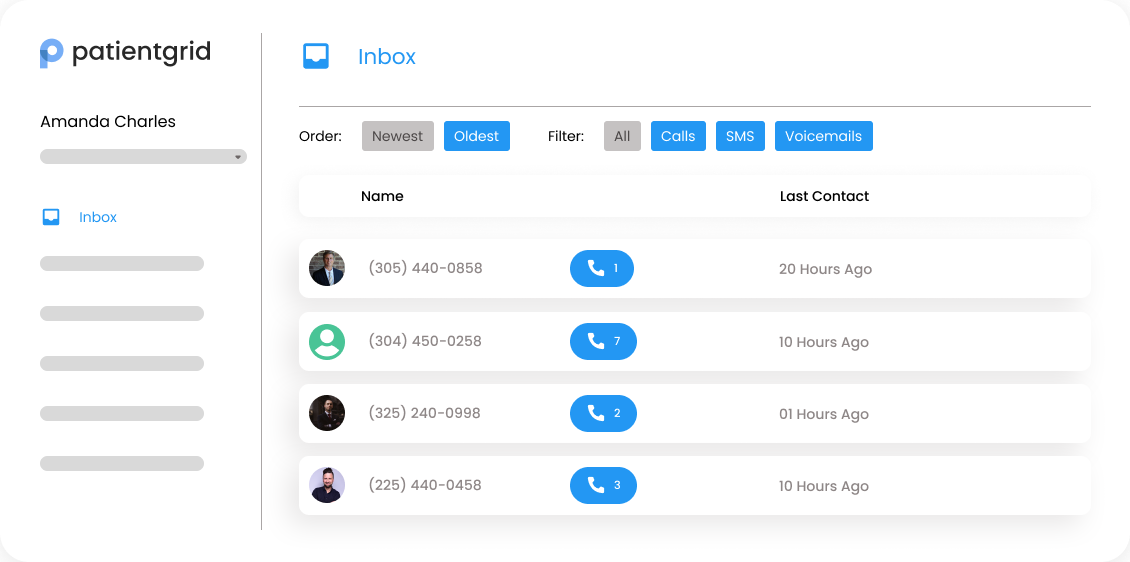 patientgrid
Amanda Charles
Inbox
Inbox
Order: Newest Oldest Filter: All Calls SMS Voicemails
Name Last Contact
(305) 440-0858 1 20 Hours Ago
(304) 450-0258 7 10 Hours Ago
(325) 240-0998 2 01 Hours Ago
(225) 440-0458 3 10 Hours Ago